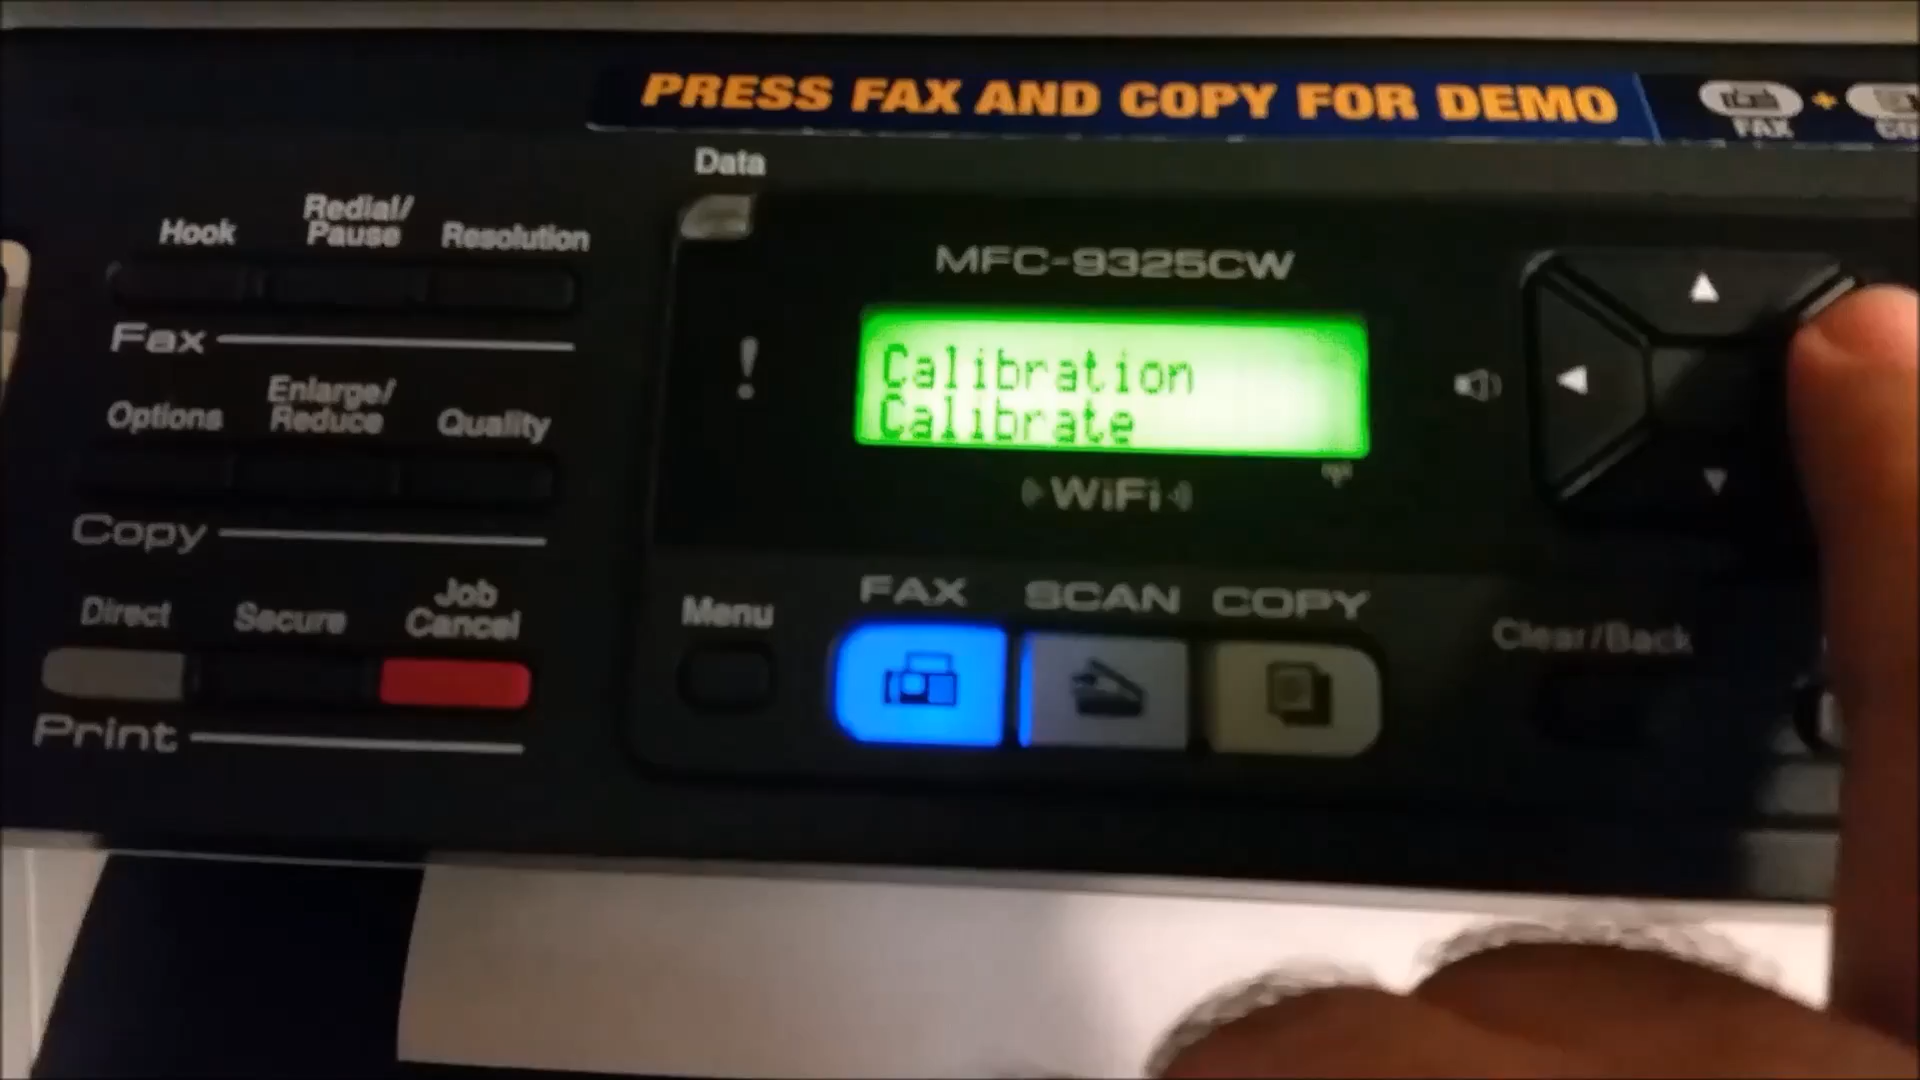 PRESS FAX AND COPY FOR DEMO
FAX
+
Data
Hook
Redial/
Pause
Resolution
MFC-9325CW
Fax
Calibration
Calibrate
Options
Enlarge/
Reduce
Quality
WiFi
Copy
Direct
Secure
Job
Cancel
Menu
FAX
SCAN
COPY
Clear/Back
Print